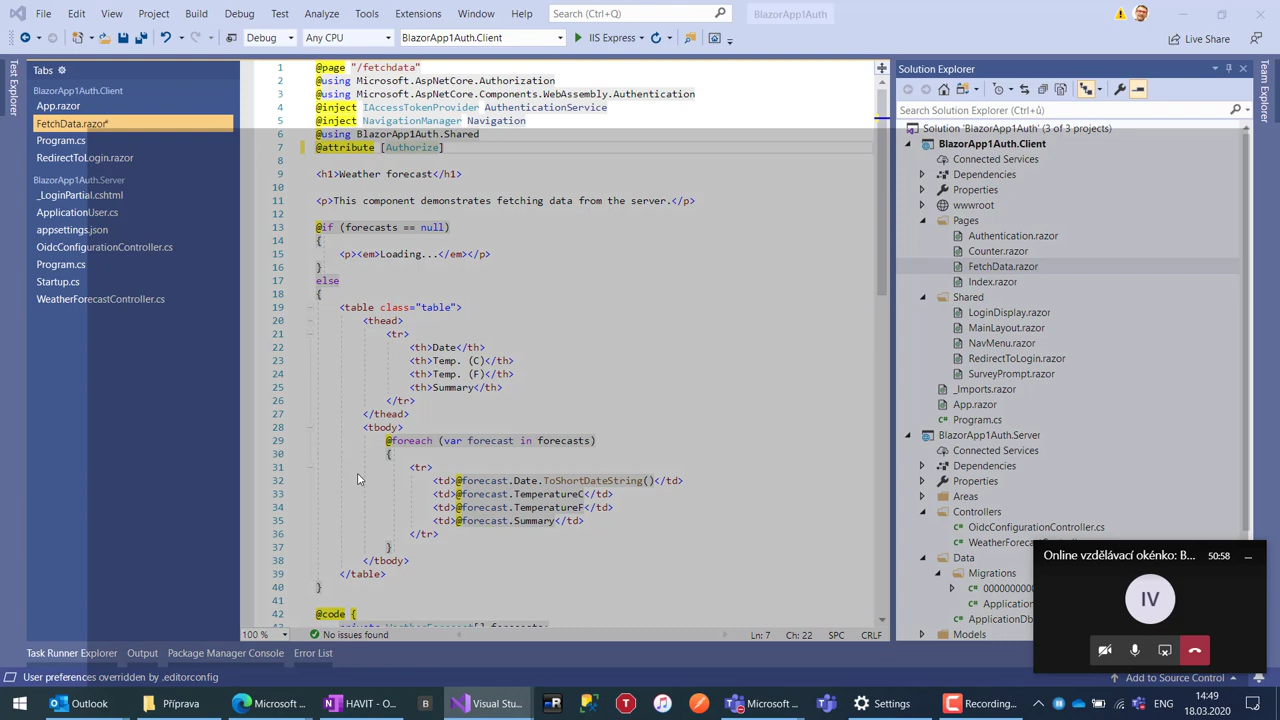 File Edit View Project Build Debug Test Analyze Tools Extensions Window Help Search (Ctrl+Q) BlazorApp1Auth
Debug Any CPU BlazorApp1Auth.Client IIS Express Live Share
Test Explorer
Tabs
BlazorApp1Auth.Client
App.razor
FetchData.razor*
Program.cs
RedirectToLogin.razor
BlazorApp1Auth.Server
_LoginPartial.cshtml
ApplicationUser.cs
appsettings.json
OidcConfigurationController.cs
Program.cs
Startup.cs
WeatherForecastController.cs
1 @page "/fetchdata"
2 @using Microsoft.AspNetCore.Authorization
3 @using Microsoft.AspNetCore.Components.WebAssembly.Authentication
4 @inject IAccessTokenProvider AuthenticationService
5 @inject NavigationManager Navigation
6 @using BlazorApp1Auth.Shared
7 @attribute [Authorize]
8
9 <h1>Weather forecast</h1>
10
11 <p>This component demonstrates fetching data from the server.</p>
12
13 @if (forecasts == null)
14 {
15 <p><em>Loading...</em></p>
16 }
17 else
18 {
19 <table class="table">
20 <thead>
21 <tr>
22 <th>Date</th>
23 <th>Temp. (C)</th>
24 <th>Temp. (F)</th>
25 <th>Summary</th>
26 </tr>
27 </thead>
28 <tbody>
29 @foreach (var forecast in forecasts)
30 {
31 <tr>
32 <td>@forecast.Date.ToShortDateString()</td>
33 <td>@forecast.TemperatureC</td>
34 <td>@forecast.TemperatureF</td>
35 <td>@forecast.Summary</td>
36 </tr>
37 }
38 </tbody>
39 </table>
40 }
41
42 @code {
100 % No issues found Ln: 7 Ch: 22 SPC CRLF
Solution Explorer
Search Solution Explorer (Ctrl+ů)
Solution 'BlazorApp1Auth' (3 of 3 projects)
BlazorApp1Auth.Client
Connected Services
Dependencies
Properties
wwwroot
Pages
Authentication.razor
Counter.razor
FetchData.razor
Index.razor
Shared
LoginDisplay.razor
MainLayout.razor
NavMenu.razor
RedirectToLogin.razor
SurveyPrompt.razor
_Imports.razor
App.razor
Program.cs
BlazorApp1Auth.Server
Connected Services
Dependencies
Properties
Areas
Controllers
OidcConfigurationController.cs
Data
Migrations
Models
Team Explorer
Online vzdělávací okénko: B... 50:58
IV
Task Runner Explorer Output Package Manager Console Error List
User preferences overridden by .editorconfig Add to Source Control
Outlook Příprava Microsoft ... HAVIT - O... B Visual Stu... R T Microsoft ... Settings Recording... 14:49
18.03.2020